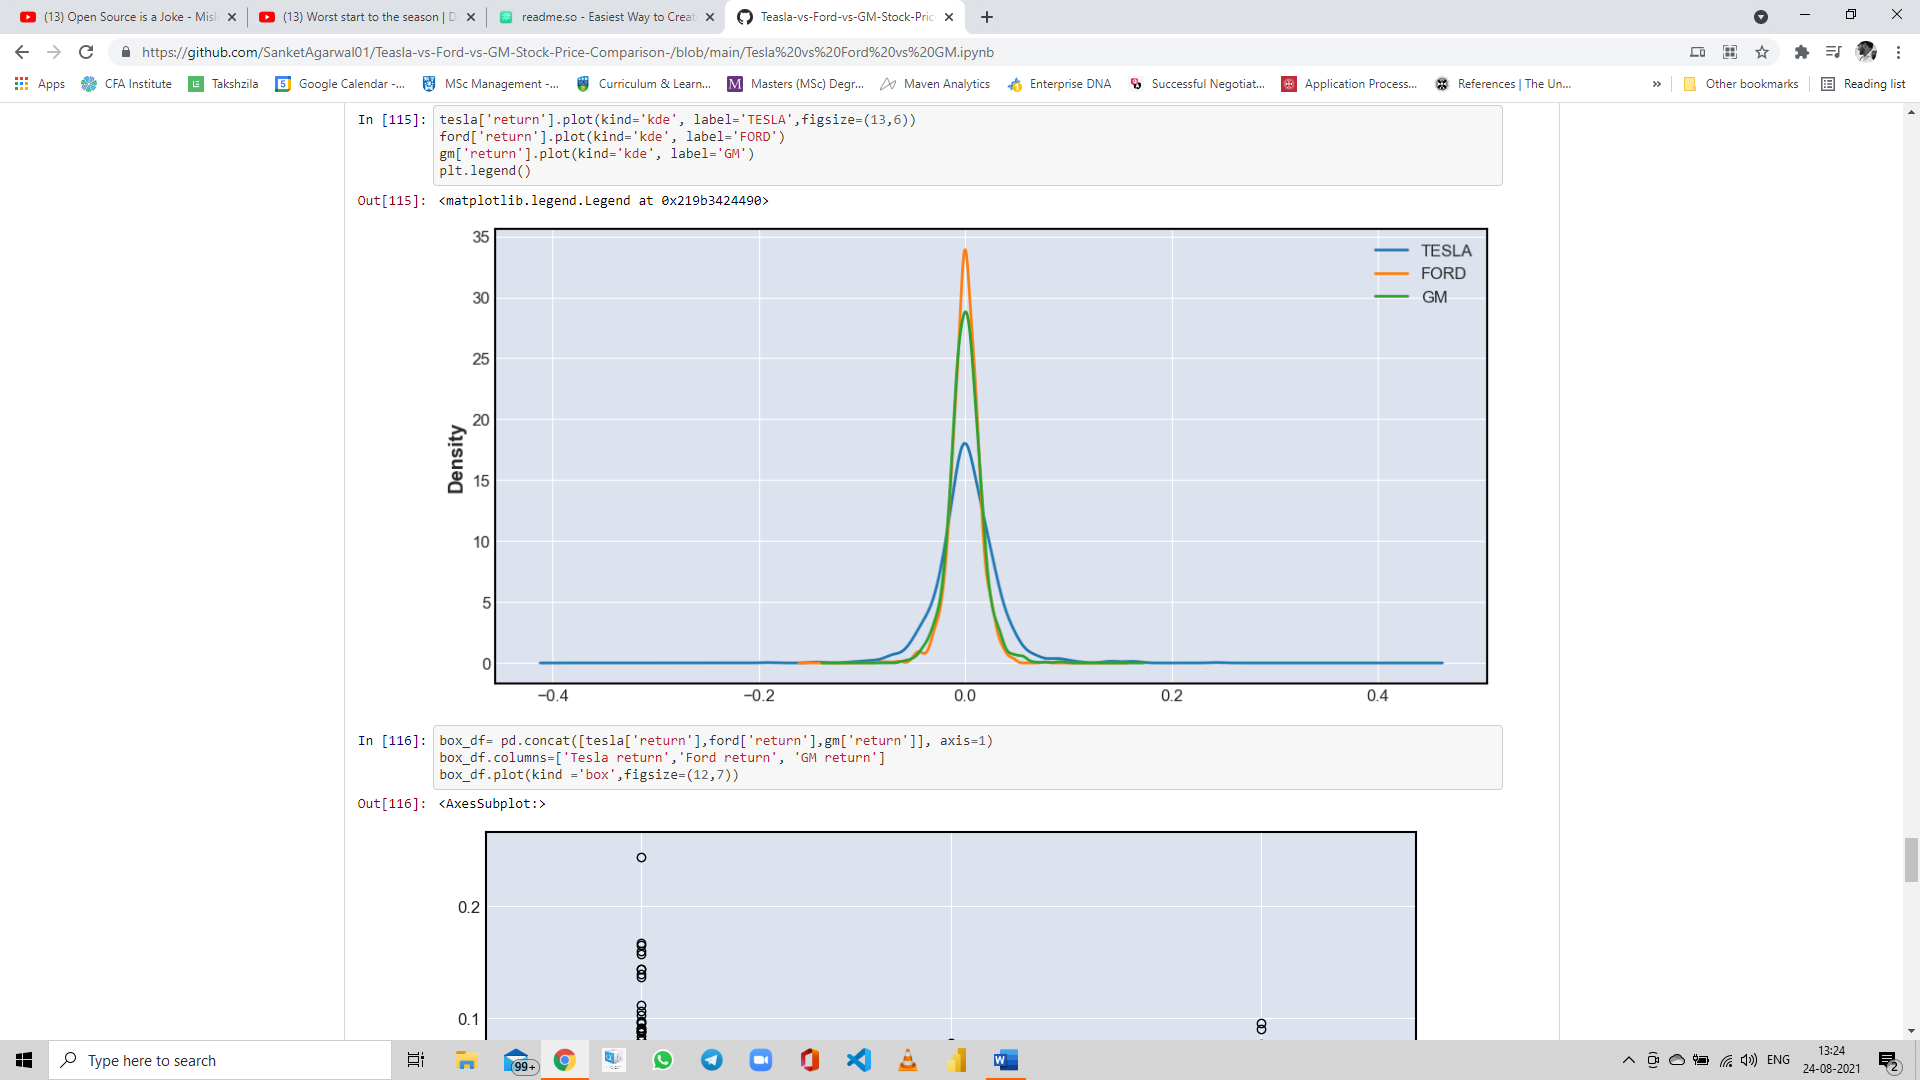 (13) Open Source is a Joke - Misl
(13) Worst start to the season | D
readme.so - Easiest Way to Creat
Teasla-vs-Ford-vs-GM-Stock-Pric
https://github.com/SanketAgarwal01/Teasla-vs-Ford-vs-GM-Stock-Price-Comparison-/blob/main/Tesla%20vs%20Ford%20vs%20GM.ipynb
Apps
CFA Institute
Takshzila
Google Calendar -...
MSc Management -...
Curriculum & Learn...
Masters (MSc) Degr...
Maven Analytics
Enterprise DNA
Successful Negotiat...
Application Process...
References | The Un...
»
Other bookmarks
Reading list
In [115]:
tesla['return'].plot(kind='kde', label='TESLA',figsize=(13,6))
ford['return'].plot(kind='kde', label='FORD')
gm['return'].plot(kind='kde', label='GM')
plt.legend()
Out[115]: <matplotlib.legend.Legend at 0x219b3424490>
35
30
25
20
15
10
5
0
Density
TESLA
FORD
GM
−0.4 −0.2 0.0 0.2 0.4
In [116]:
box_df= pd.concat([tesla['return'],ford['return'],gm['return']], axis=1)
box_df.columns=['Tesla return','Ford return', 'GM return']
box_df.plot(kind ='box',figsize=(12,7))
Out[116]: <AxesSubplot:>
0.2
0.1
Type here to search
99+
ENG
13:24
24-08-2021
2